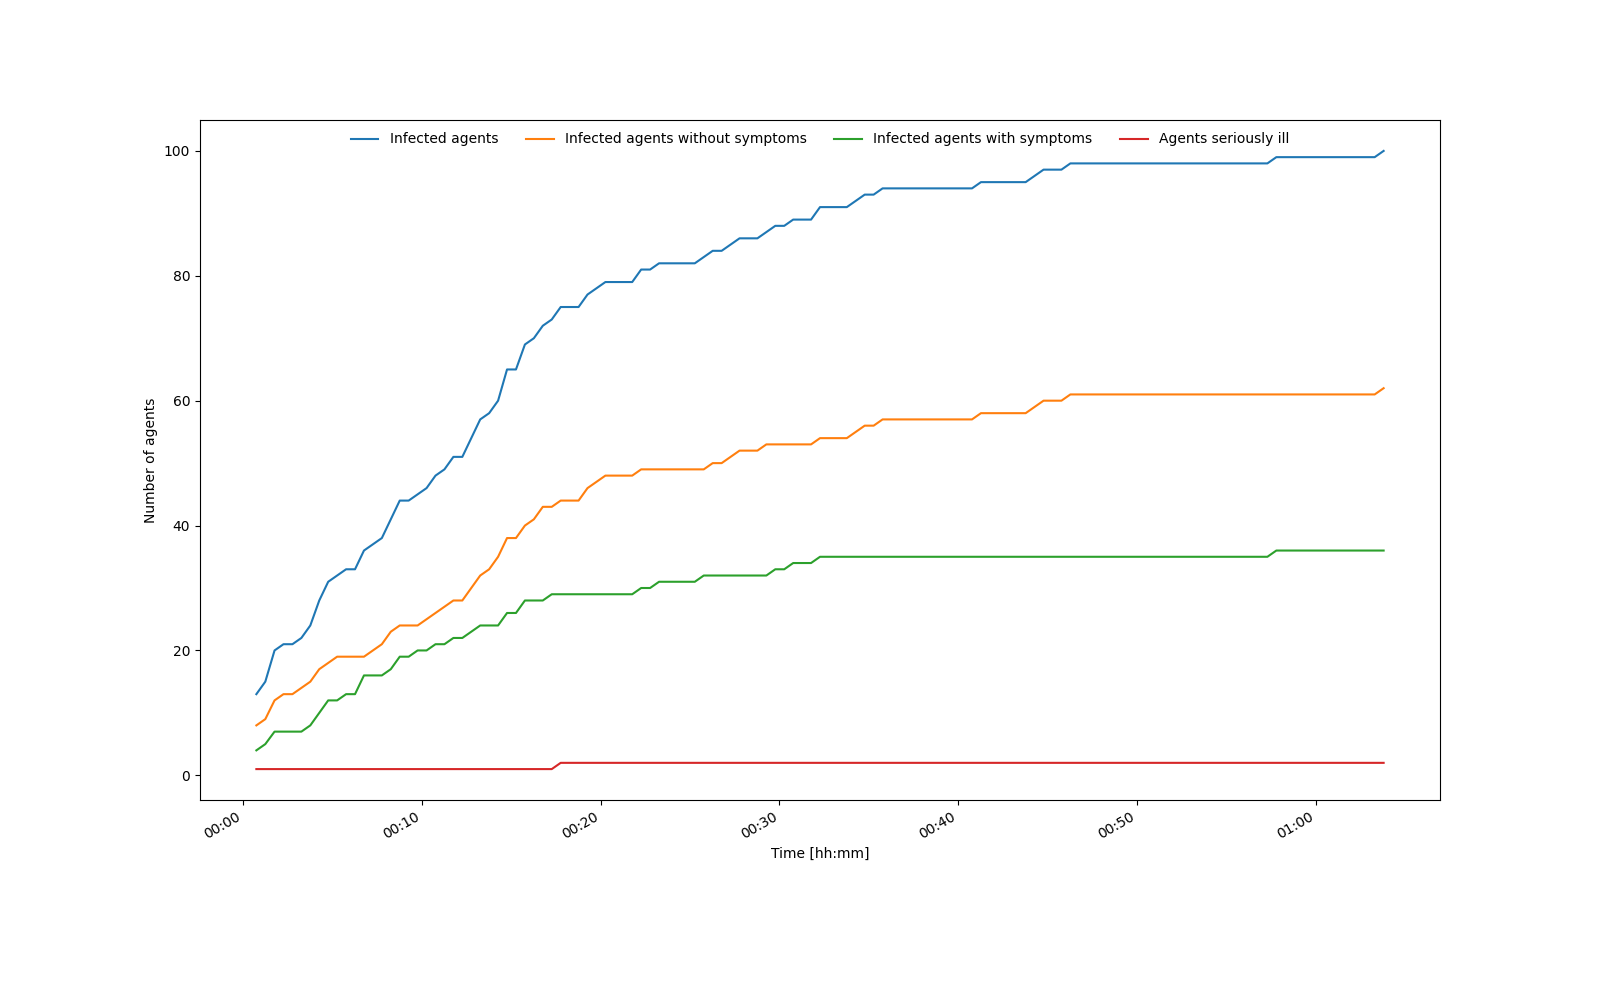 Infected agents
Infected agents without symptoms
Infected agents with symptoms
Agents seriously ill
100
80
60
40
20
0
Number of agents
00:00
00:10
00:20
00:30
00:40
00:50
01:00
Time [hh:mm]